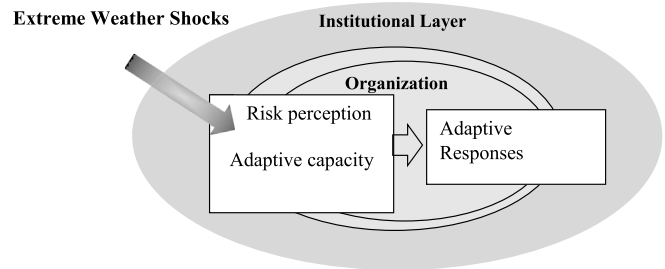 Extreme Weather Shocks
Institutional Layer
Organization
Risk perception
Adaptive capacity
Adaptive
Responses